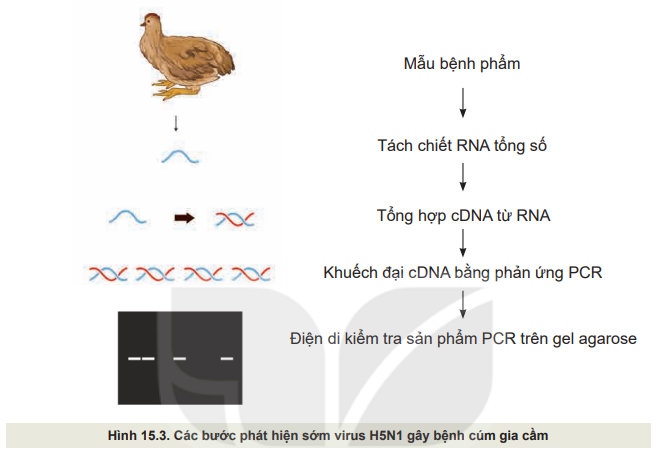 Mẫu bệnh phẩm
Tách chiết RNA tổng số
Tổng hợp cDNA từ RNA
Khuếch đại cDNA bằng phản ứng PCR
Điện di kiểm tra sản phẩm PCR trên gel agarose
Hình 15.3. Các bước phát hiện sớm virus H5N1 gây bệnh cúm gia cầm